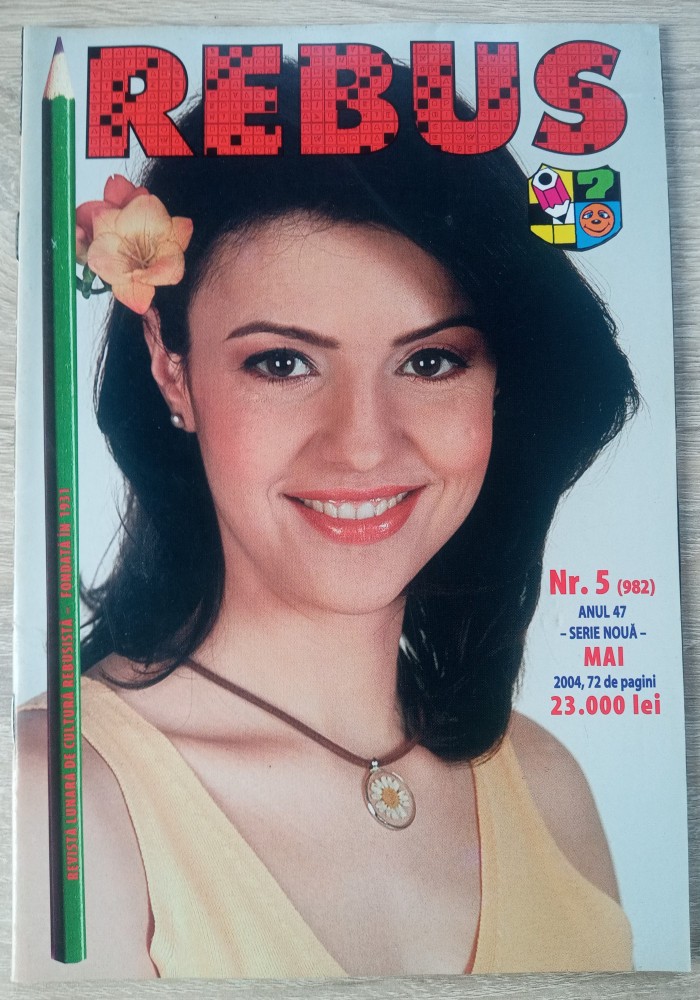 REBUS
REVISTĂ LUNARĂ DE CULTURĂ REBUSISTĂ - FONDATĂ ÎN 1931
Nr. 5 (982)
ANUL 47
– SERIE NOUĂ –
MAI
2004, 72 de pagini
23.000 lei